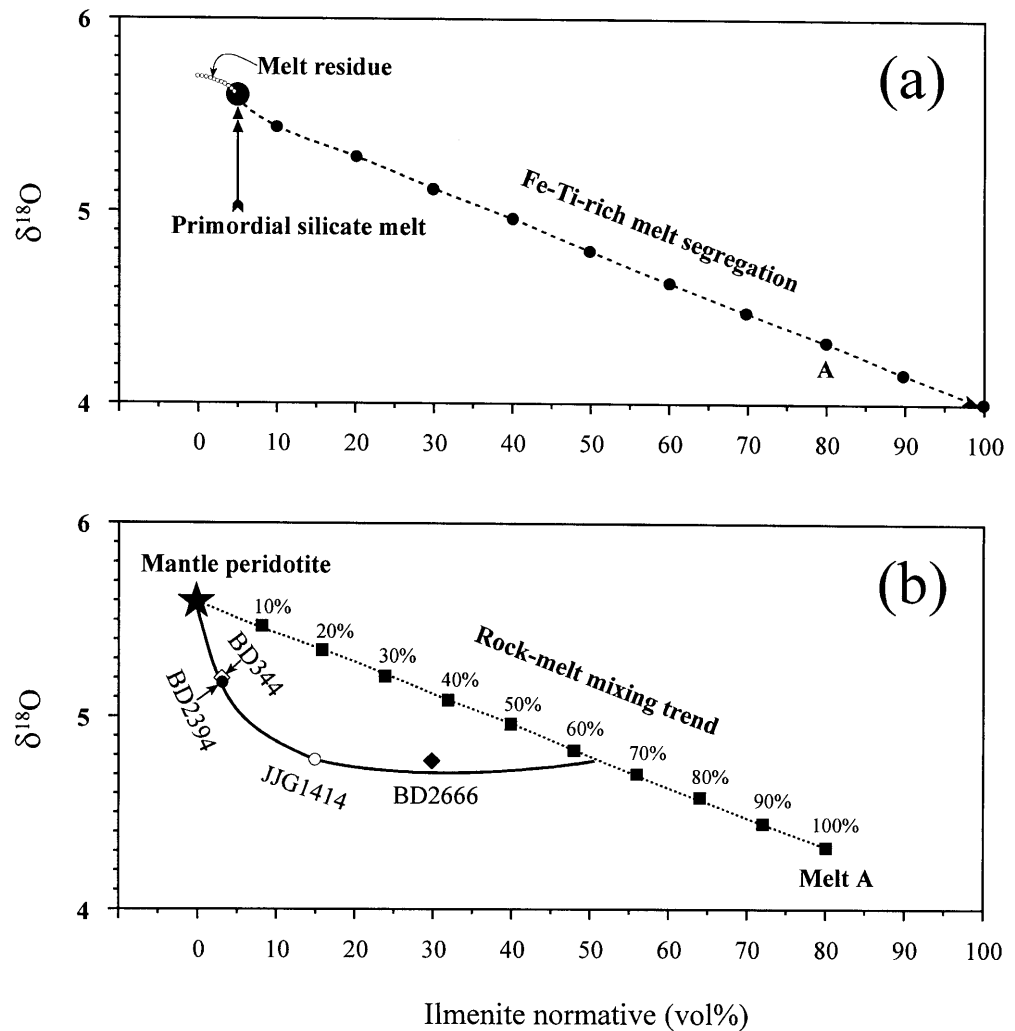 6
(a)
Melt residue
Fe-Ti-rich melt segregation
δ¹⁸O
5
Primordial silicate melt
A
4
0 10 20 30 40 50 60 70 80 90 100
6
Mantle peridotite
(b)
10%
20%
Rock-melt mixing trend
BD344
30%
40%
BD2394
50%
δ¹⁸O
5
60%
70%
JJG1414
BD2666
80%
90%
100%
Melt A
4
0 10 20 30 40 50 60 70 80 90 100
Ilmenite normative (vol%)